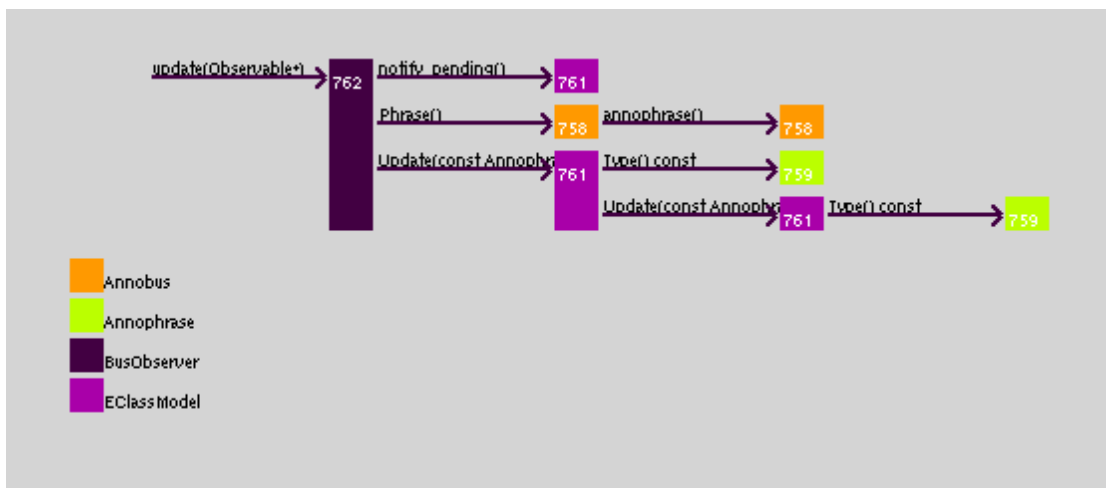 update(Observable*) 762 notify_pending() 761
Phrase() 758 annophrase() 758
Update(const Annophra 761 Type() const 759
Update(const Annophra 761 Type() const 759
Annobus
Annophrase
BusObserver
EClassModel